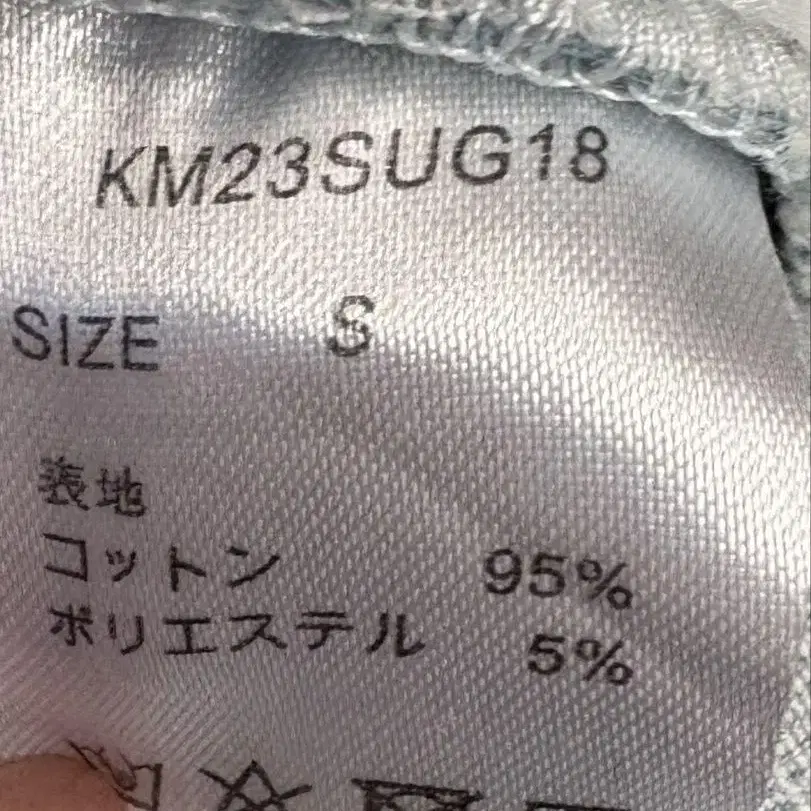 KM23SUG18
SIZE S
表地
コットン 95%
ポリエステル 5%